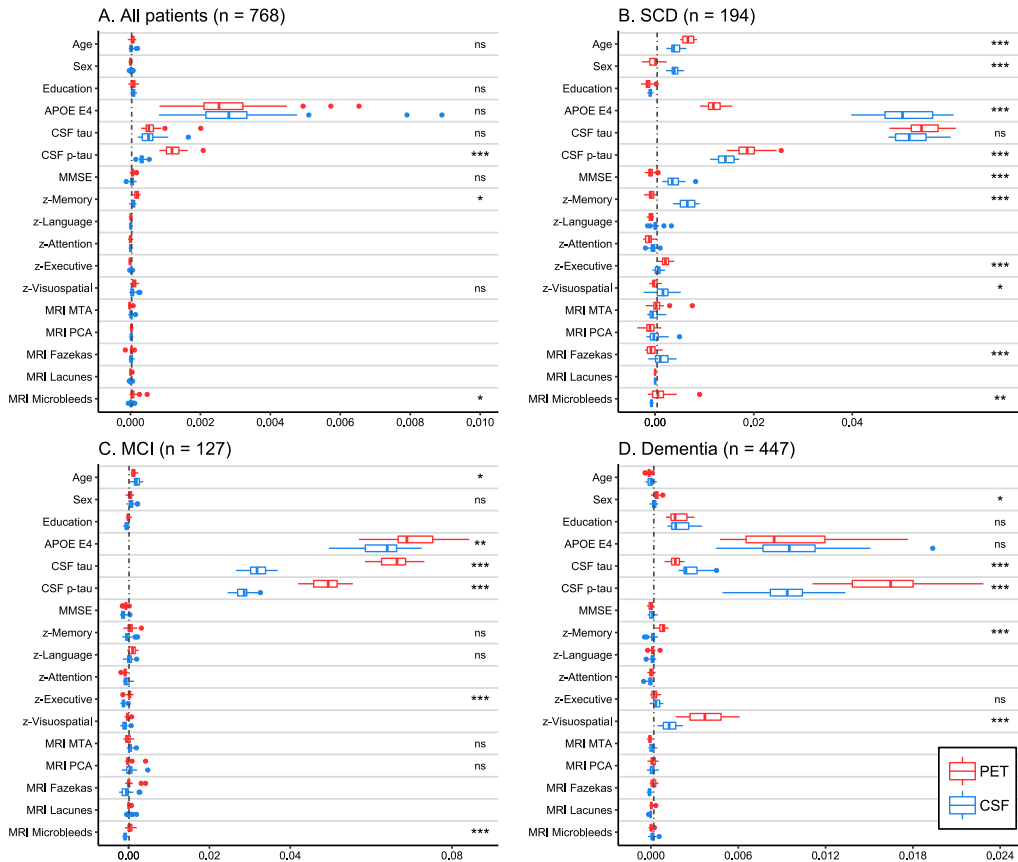 A. All patients (n = 768)
Age
ns
Sex
Education
ns
APOE E4
ns
CSF tau
ns
CSF p-tau
***
MMSE
ns
z-Memory
*
z-Language
z-Attention
z-Executive
z-Visuospatial
ns
MRI MTA
MRI PCA
MRI Fazekas
MRI Lacunes
MRI Microbleeds
*
0.000 0.002 0.004 0.006 0.008 0.010
B. SCD (n = 194)
Age
***
Sex
***
Education
APOE E4
***
CSF tau
ns
CSF p-tau
***
MMSE
***
z-Memory
***
z-Language
z-Attention
z-Executive
***
z-Visuospatial
*
MRI MTA
MRI PCA
MRI Fazekas
***
MRI Lacunes
MRI Microbleeds
**
0.00 0.02 0.04
C. MCI (n = 127)
Age
*
Sex
ns
Education
APOE E4
**
CSF tau
***
CSF p-tau
***
MMSE
z-Memory
ns
z-Language
ns
z-Attention
z-Executive
***
z-Visuospatial
MRI MTA
ns
MRI PCA
ns
MRI Fazekas
MRI Lacunes
MRI Microbleeds
***
0.00 0.04 0.08
D. Dementia (n = 447)
Age
Sex
*
Education
ns
APOE E4
ns
CSF tau
***
CSF p-tau
***
MMSE
z-Memory
***
z-Language
z-Attention
z-Executive
ns
z-Visuospatial
***
MRI MTA
MRI PCA
MRI Fazekas
MRI Lacunes
MRI Microbleeds
0.000 0.006 0.012 0.018 0.024
PET
CSF